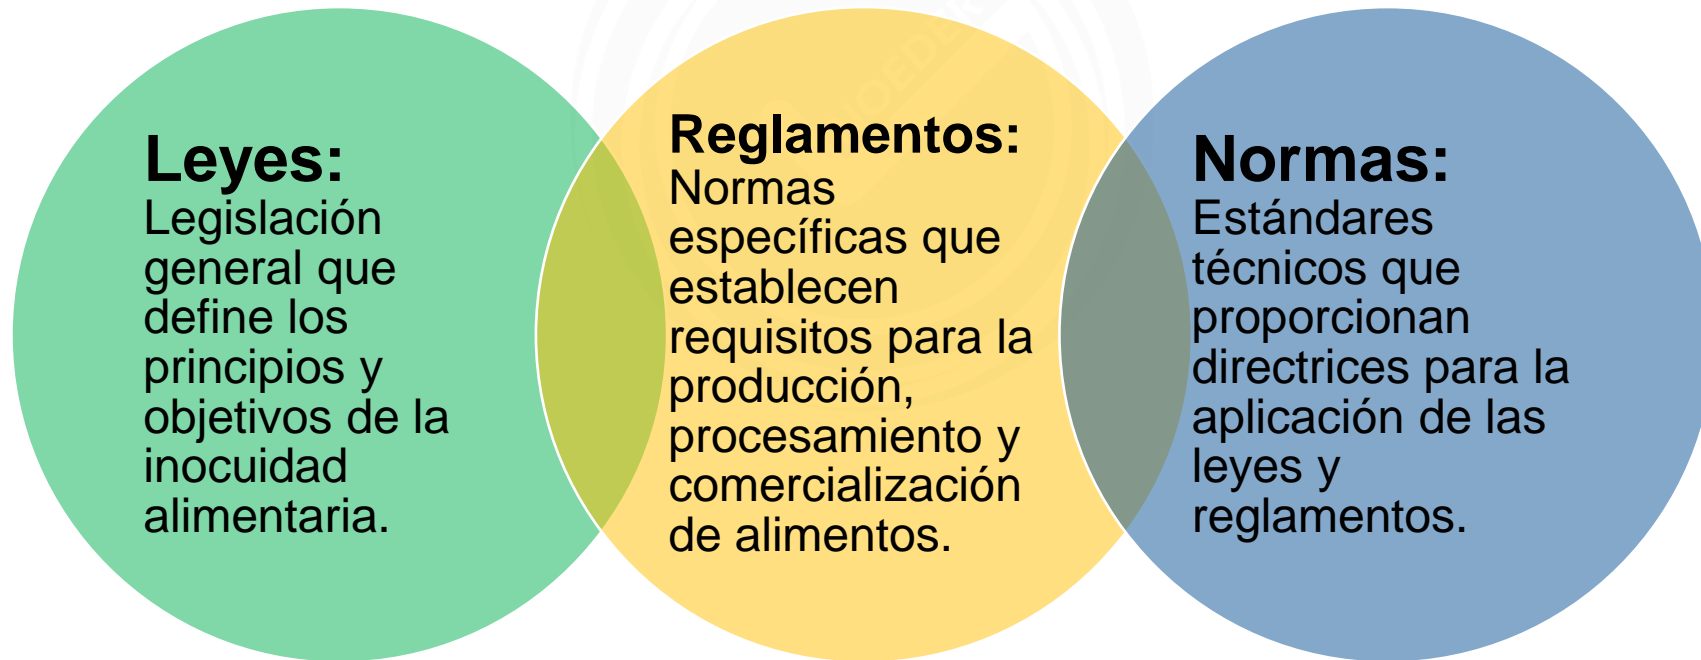 Leyes:
Legislación
general que
define los
principios y
objetivos de la
inocuidad
alimentaria.
Reglamentos:
Normas
específicas que
establecen
requisitos para la
producción,
procesamiento y
comercialización
de alimentos.
Normas:
Estándares
técnicos que
proporcionan
directrices para la
aplicación de las
leyes y
reglamentos.